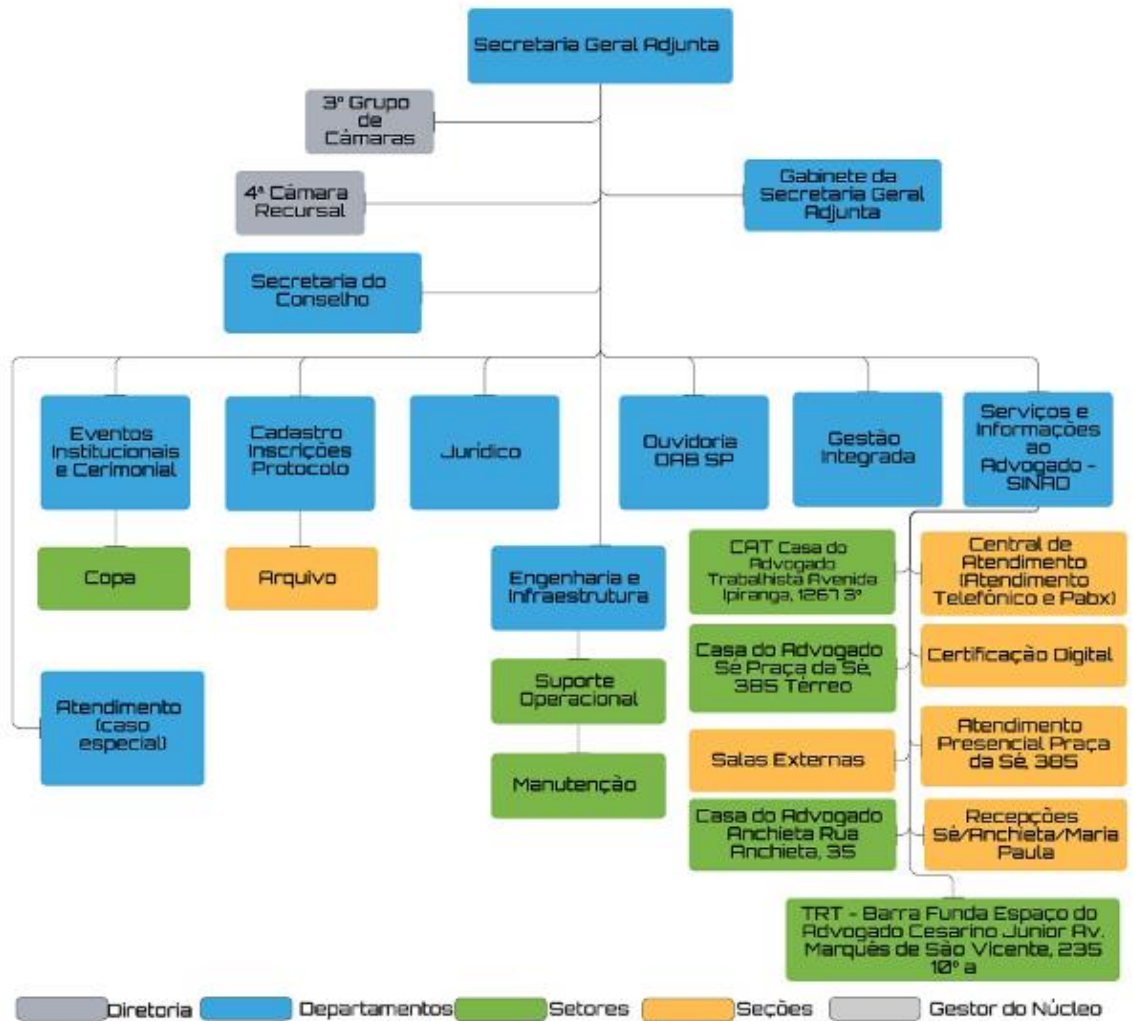 Secretaria Geral Adjunta
3º Grupo
de
Câmaras
4ª Câmara
Recursal
Gabinete da
Secretaria Geral
Adjunta
Secretaria do
Conselho
Eventos
Institucionais
e Cerimonial
Cadastro
Inscrições
Protocolo
Jurídico
Ouvidoria
OAB SP
Gestão
Integrada
Serviços e
Informações
ao
Advogado -
SINAD
Copa
Arquivo
Engenharia e
Infraestrutura
CAT Casa do
Advogado
Trabalhista Avenida
Ipiranga, 1267 3º
Central de
Atendimento
(Atendimento
Telefônico e Pabx)
Casa do Advogado
Sé Praça da Sé,
385 Térreo
Certificação Digital
Atendimento
(caso
especial)
Suporte
Operacional
Salas Externas
Atendimento
Presencial Praça
da Sé, 385
Manutenção
Casa do Advogado
Anchieta Rua
Anchieta, 35
Recepções
Sé/Anchieta/Maria
Paula
TRT - Barra Funda Espaço do
Advogado Cesarino Junior Av.
Marquês de São Vicente, 235
10º a
Diretoria Departamentos Setores Seções Gestor do Núcleo